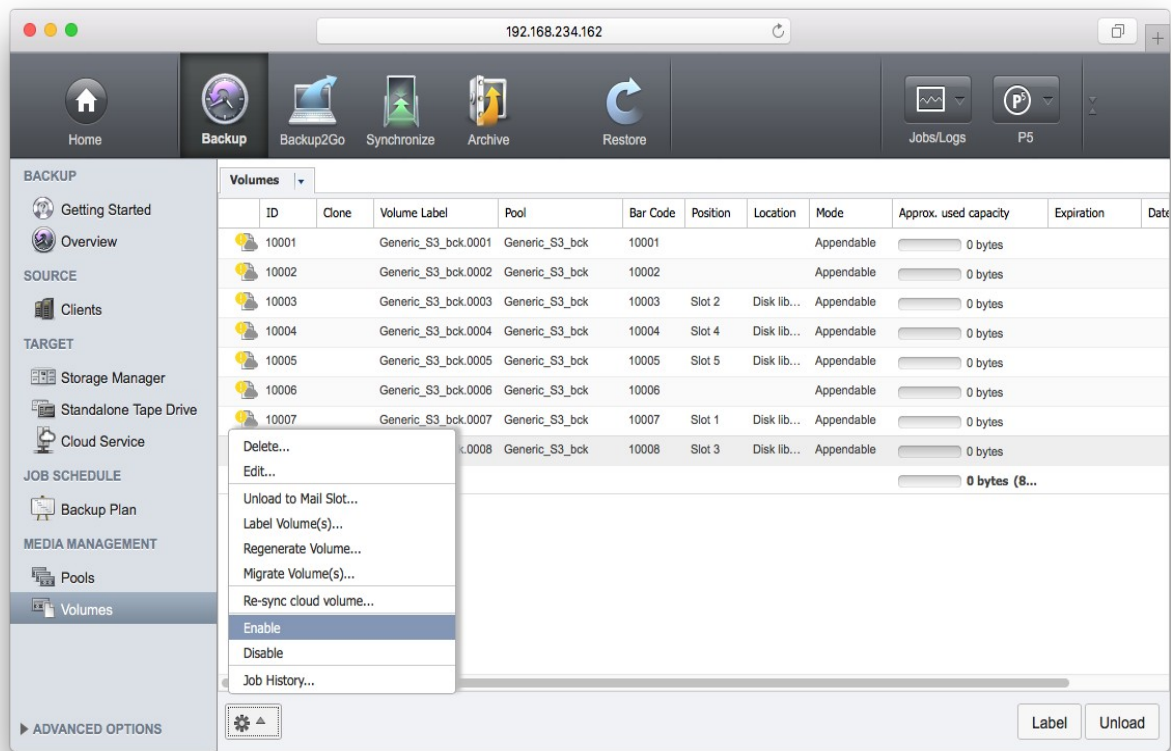 192.168.234.162
Home
Backup
Backup2Go
Synchronize
Archive
Restore
Jobs/Logs
P5
BACKUP
Getting Started
Overview
SOURCE
Clients
TARGET
Storage Manager
Standalone Tape Drive
Cloud Service
JOB SCHEDULE
Backup Plan
MEDIA MANAGEMENT
Pools
Volumes
ADVANCED OPTIONS
Volumes
ID Clone Volume Label Pool Bar Code Position Location Mode Approx. used capacity Expiration Date
10001 Generic_S3_bck.0001 Generic_S3_bck 10001 Appendable 0 bytes
10002 Generic_S3_bck.0002 Generic_S3_bck 10002 Appendable 0 bytes
10003 Generic_S3_bck.0003 Generic_S3_bck 10003 Slot 2 Disk lib... Appendable 0 bytes
10004 Generic_S3_bck.0004 Generic_S3_bck 10004 Slot 4 Disk lib... Appendable 0 bytes
10005 Generic_S3_bck.0005 Generic_S3_bck 10005 Slot 5 Disk lib... Appendable 0 bytes
10006 Generic_S3_bck.0006 Generic_S3_bck 10006 Appendable 0 bytes
10007 Generic_S3_bck.0007 Generic_S3_bck 10007 Slot 1 Disk lib... Appendable 0 bytes
.0008 Generic_S3_bck 10008 Slot 3 Disk lib... Appendable 0 bytes
0 bytes (8...
Delete...
Edit...
Unload to Mail Slot...
Label Volume(s)...
Regenerate Volume...
Migrate Volume(s)...
Re-sync cloud volume...
Enable
Disable
Job History...
Label
Unload